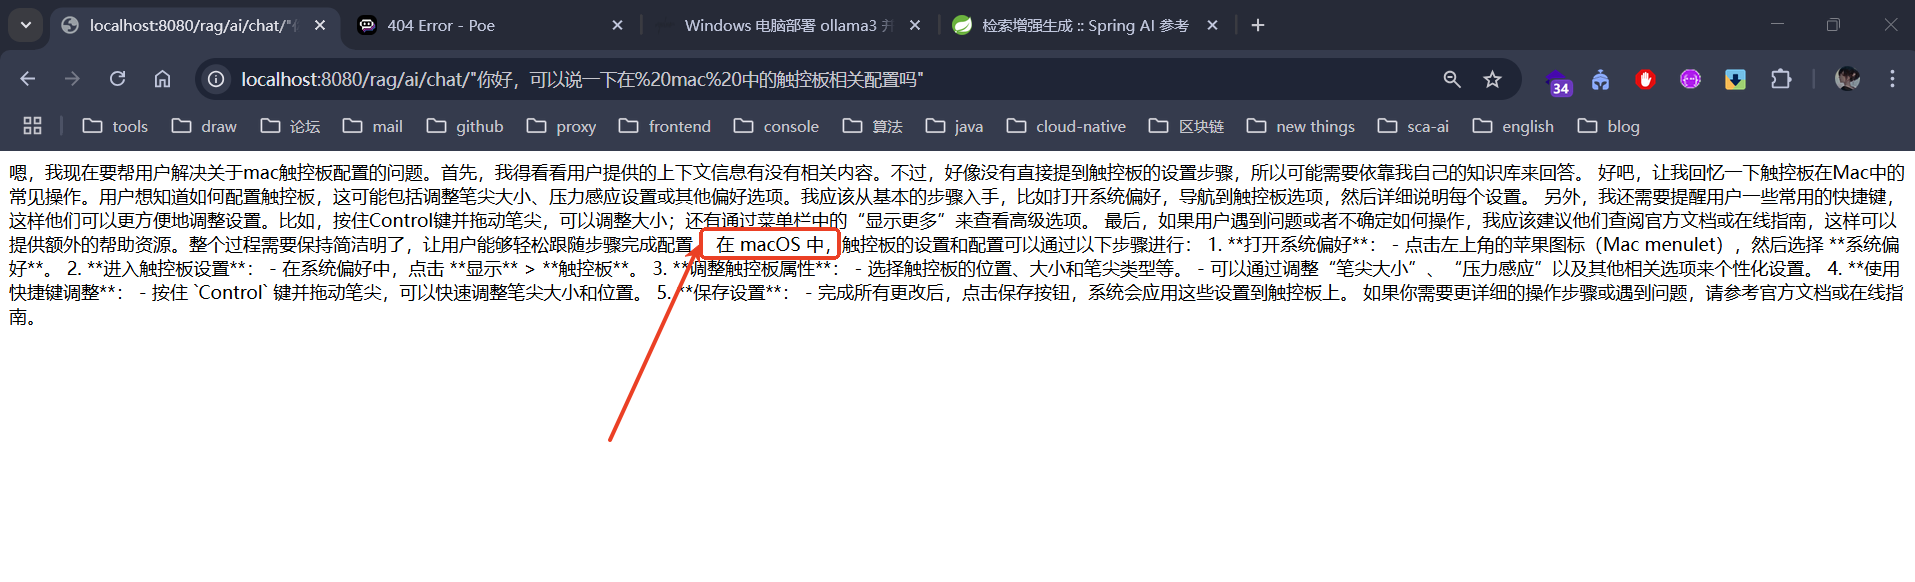 localhost:8080/rag/ai/chat/"你
404 Error - Poe
Windows 电脑部署 ollama3 并
检索增强生成 :: Spring AI 参考
localhost:8080/rag/ai/chat/"你好，可以说一下在%20mac%20中的触控板相关配置吗"
34
tools
draw
论坛
mail
github
proxy
frontend
console
算法
java
cloud-native
区块链
new things
sca-ai
english
blog
嗯，我现在要帮用户解决关于mac触控板配置的问题。首先，我得看看用户提供的上下文信息有没有相关内容。不过，好像没有直接提到触控板的设置步骤，所以可能需要依靠我自己的知识库来回答。 好吧，让我回忆一下触控板在Mac中的
常见操作。用户想知道如何配置触控板，这可能包括调整笔尖大小、压力感应设置或其他偏好选项。我应该从基本的步骤入手，比如打开系统偏好，导航到触控板选项，然后详细说明每个设置。 另外，我还需要提醒用户一些常用的快捷键，
这样他们可以更方便地调整设置。比如，按住Control键并拖动笔尖，可以调整大小；还有通过菜单栏中的“显示更多”来查看高级选项。 最后，如果用户遇到问题或者不确定如何操作，我应该建议他们查阅官方文档或在线指南，这样可以
提供额外的帮助资源。整个过程需要保持简洁明了，让用户能够轻松跟随步骤完成配置 在 macOS 中，触控板的设置和配置可以通过以下步骤进行： 1. **打开系统偏好**： - 点击左上角的苹果图标（Mac menulet），然后选择 **系统偏
好**。 2. **进入触控板设置**： - 在系统偏好中，点击 **显示** > **触控板**。 3. **调整触控板属性**： - 选择触控板的位置、大小和笔尖类型等。 - 可以通过调整“笔尖大小”、“压力感应”以及其他相关选项来个性化设置。 4. **使用
快捷键调整**： - 按住 `Control` 键并拖动笔尖，可以快速调整笔尖大小和位置。 5. **保存设置**： - 完成所有更改后，点击保存按钮，系统会应用这些设置到触控板上。 如果你需要更详细的操作步骤或遇到问题，请参考官方文档或在线指
南。